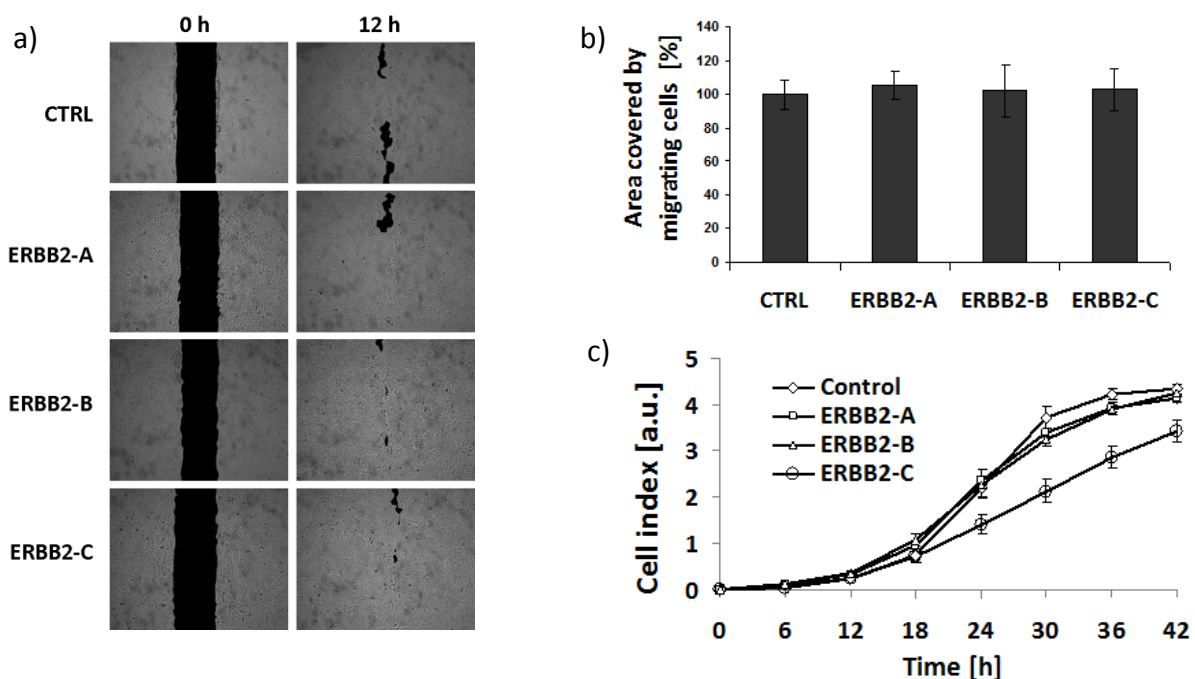 a)
0 h
12 h
CTRL
ERBB2-A
ERBB2-B
ERBB2-C
b)
Area covered by
migrating cells [%]
140
120
100
80
60
40
20
0
CTRL
ERBB2-A
ERBB2-B
ERBB2-C
c)
Cell index [a.u.]
5
4
3
2
1
0
Control
ERBB2-A
ERBB2-B
ERBB2-C
0 6 12 18 24 30 36 42
Time [h]